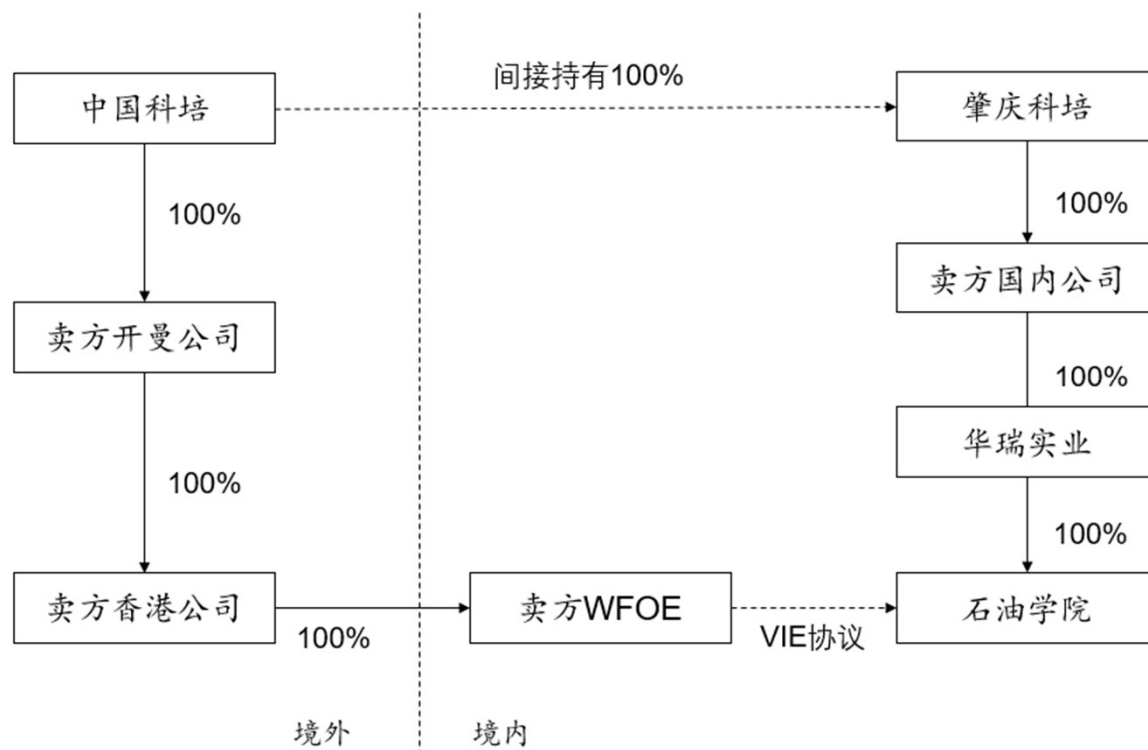 间接持有100%
中国科培
肇庆科培
100%
100%
卖方开曼公司
卖方国内公司
100%
100%
华瑞实业
100%
卖方香港公司
100%
卖方WFOE
VIE协议
石油学院
境外
境内